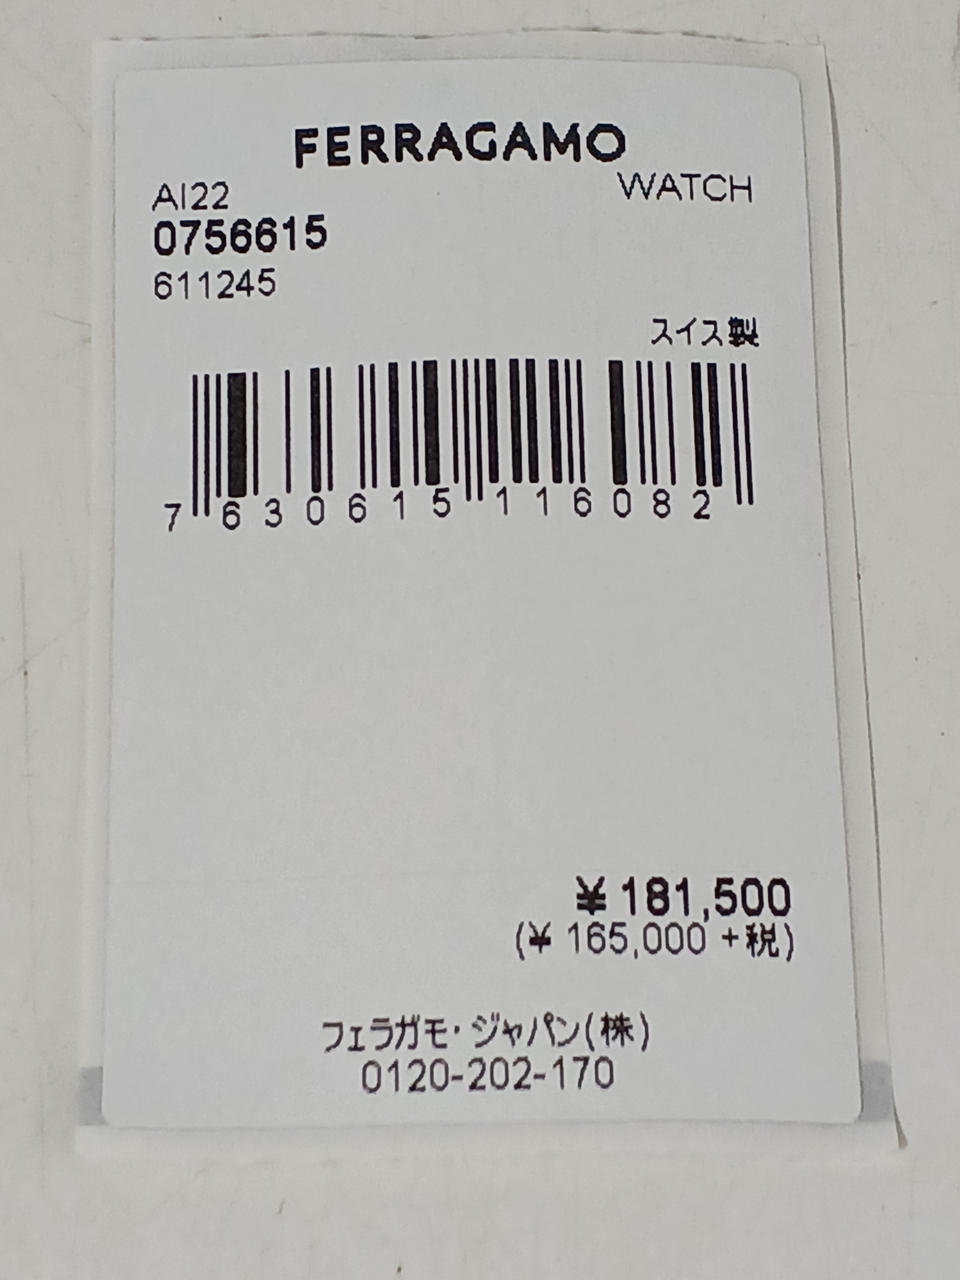 FERRAGAMO
AI22 WATCH
0756615
611245
スイス製
7 630615 116082
¥ 181,500
(¥ 165,000 +税)
フェラガモ・ジャパン(株)
0120-202-170